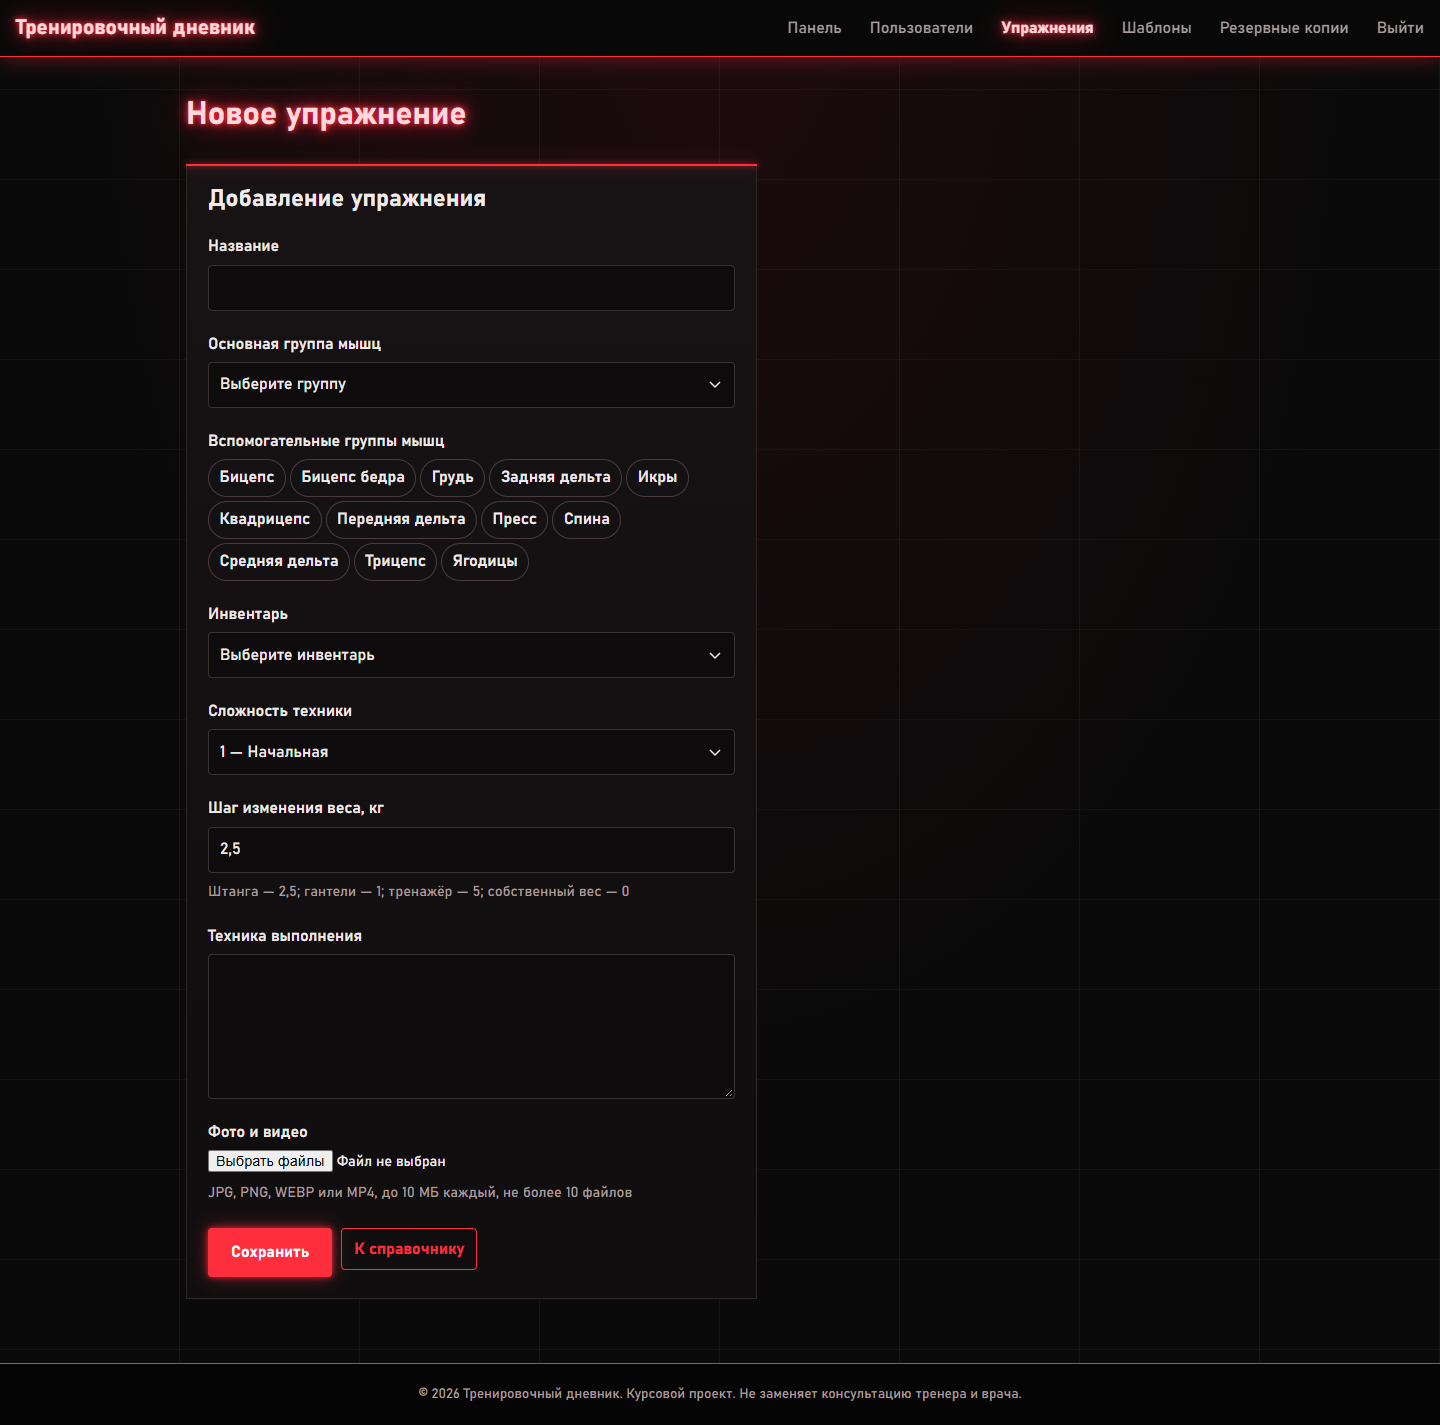 Тренировочный дневник
Панель Пользователи Упражнения Шаблоны Резервные копии Выйти
Новое упражнение
Добавление упражнения
Название
Основная группа мышц
Выберите группу
Вспомогательные группы мышц
Бицепс Бицепс бедра Грудь Задняя дельта Икры
Квадрицепс Передняя дельта Пресс Спина
Средняя дельта Трицепс Ягодицы
Инвентарь
Выберите инвентарь
Сложность техники
1 — Начальная
Шаг изменения веса, кг
2,5
Штанга — 2,5; гантели — 1; тренажёр — 5; собственный вес — 0
Техника выполнения
Фото и видео
Выбрать файлы Файл не выбран
JPG, PNG, WEBP или MP4, до 10 МБ каждый, не более 10 файлов
Сохранить К справочнику
© 2026 Тренировочный дневник. Курсовой проект. Не заменяет консультацию тренера и врача.